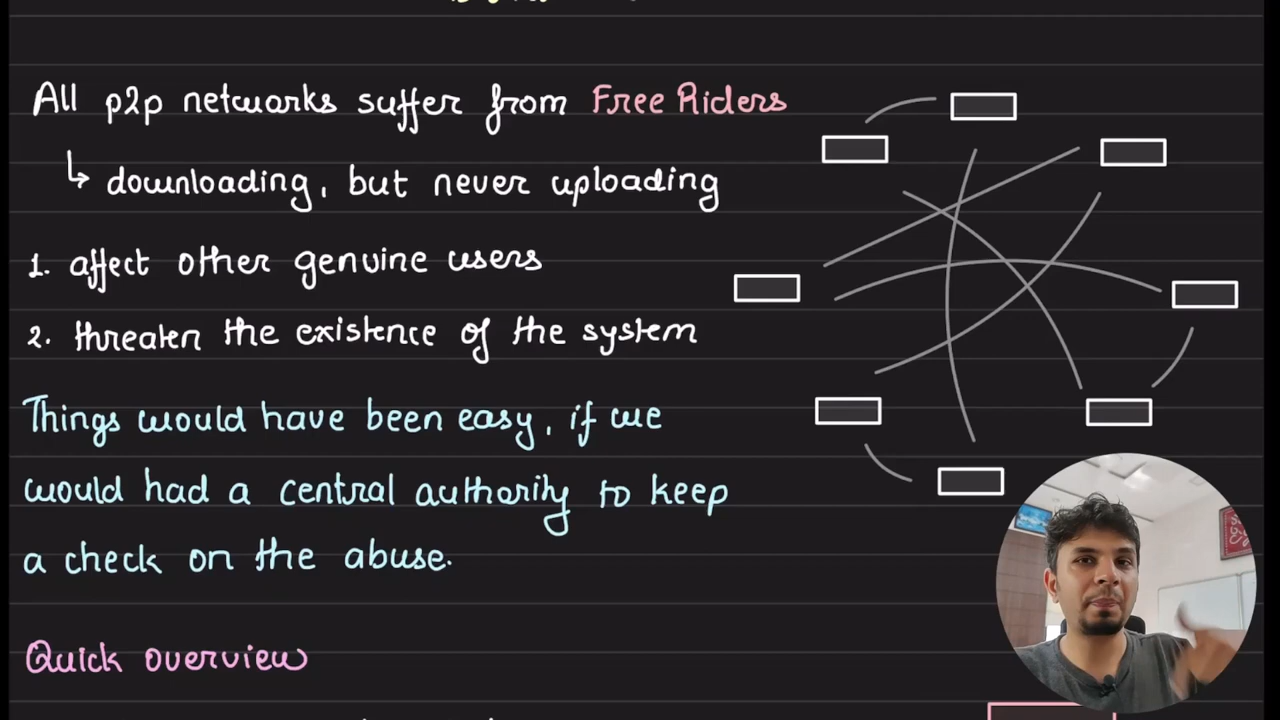 All p2p networks suffer from Free Riders
↳ downloading, but never uploading
1. affect other genuine users
2. threaten the existence of the system
Things would have been easy, if we
would had a central authority to keep
a check on the abuse.
Quick overview